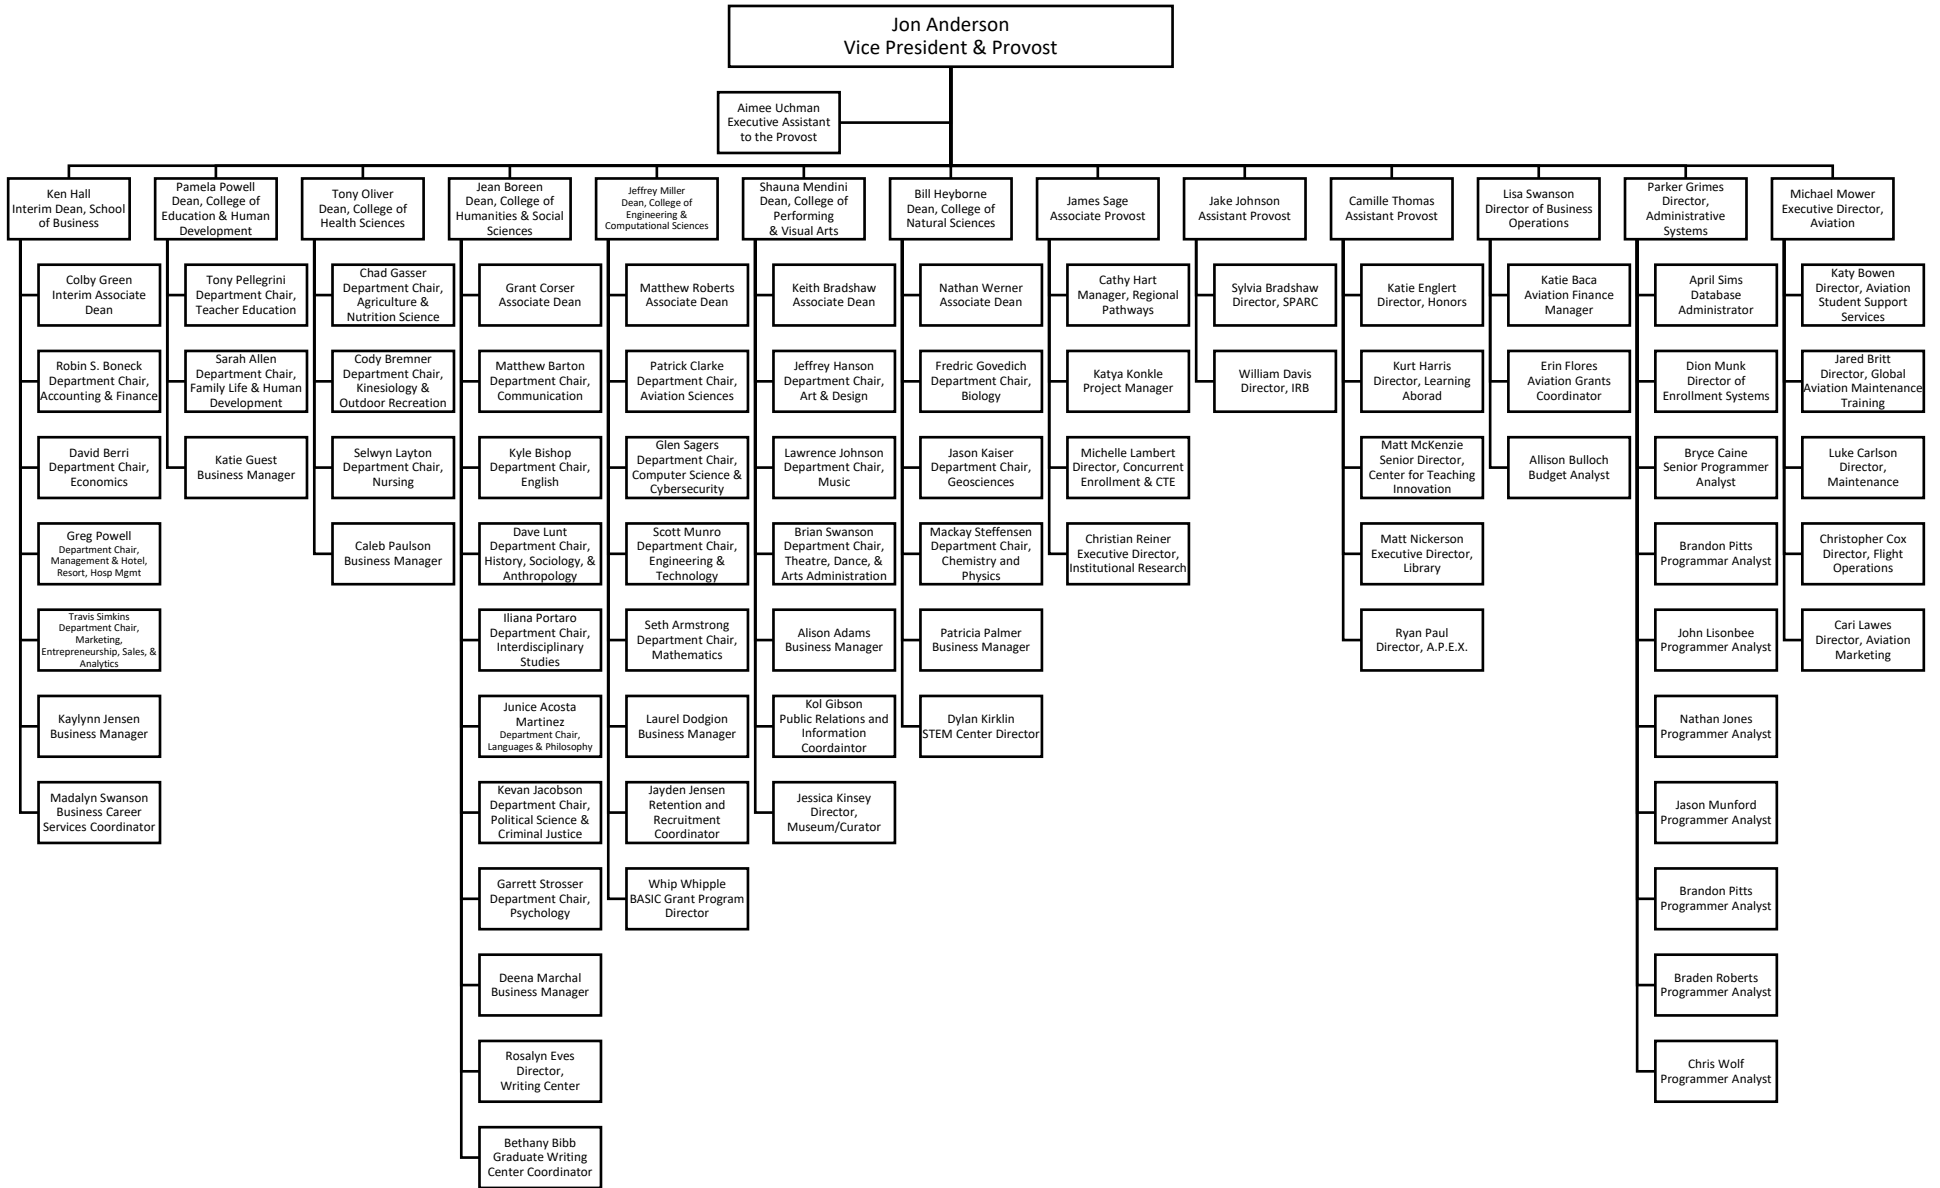 Jon Anderson
Vice President & Provost
Aimee Uchman
Executive Assistant
to the Provost
Ken Hall
Interim Dean, School
of Business
Pamela Powell
Dean, College of
Education & Human
Development
Tony Oliver
Dean, College of
Health Sciences
Jean Boreen
Dean, College of
Humanities & Social
Sciences
Jeffrey Miller
Dean, College of
Engineering &
Computational Sciences
Shauna Mendini
Dean, College of
Performing
& Visual Arts
Bill Heyborne
Dean, College of
Natural Sciences
James Sage
Associate Provost
Jake Johnson
Assistant Provost
Camille Thomas
Assistant Provost
Lisa Swanson
Director of Business
Operations
Parker Grimes
Director,
Administrative
Systems
Michael Mower
Executive Director,
Aviation
Colby Green
Interim Associate
Dean
Robin S. Boneck
Department Chair,
Accounting & Finance
David Berri
Department Chair,
Economics
Greg Powell
Department Chair,
Management & Hotel,
Resort, Hosp Mgmt
Travis Simkins
Department Chair,
Marketing,
Entrepreneurship, Sales, &
Analytics
Kaylynn Jensen
Business Manager
Madalyn Swanson
Business Career
Services Coordinator
Tony Pellegrini
Department Chair,
Teacher Education
Sarah Allen
Department Chair,
Family Life & Human
Development
Katie Guest
Business Manager
Chad Gasser
Department Chair,
Agriculture &
Nutrition Science
Cody Bremner
Department Chair,
Kinesiology &
Outdoor Recreation
Selwyn Layton
Department Chair,
Nursing
Caleb Paulson
Business Manager
Grant Corser
Associate Dean
Matthew Barton
Department Chair,
Communication
Kyle Bishop
Department Chair,
English
Dave Lunt
Department Chair,
History, Sociology, &
Anthropology
Iliana Portaro
Department Chair,
Interdisciplinary
Studies
Junice Acosta
Martinez
Department Chair,
Languages & Philosophy
Kevan Jacobson
Department Chair,
Political Science &
Criminal Justice
Garrett Strosser
Department Chair,
Psychology
Deena Marchal
Business Manager
Rosalyn Eves
Director,
Writing Center
Bethany Bibb
Graduate Writing
Center Coordinator
Matthew Roberts
Associate Dean
Patrick Clarke
Department Chair,
Aviation Sciences
Glen Sagers
Department Chair,
Computer Science &
Cybersecurity
Scott Munro
Department Chair,
Engineering &
Technology
Seth Armstrong
Department Chair,
Mathematics
Laurel Dodgion
Business Manager
Jayden Jensen
Retention and
Recruitment
Coordinator
Whip Whipple
BASIC Grant Program
Director
Keith Bradshaw
Associate Dean
Jeffrey Hanson
Department Chair,
Art & Design
Lawrence Johnson
Department Chair,
Music
Brian Swanson
Department Chair,
Theatre, Dance, &
Arts Administration
Alison Adams
Business Manager
Kol Gibson
Public Relations and
Information
Coordaintor
Jessica Kinsey
Director,
Museum/Curator
Nathan Werner
Associate Dean
Fredric Govedich
Department Chair,
Biology
Jason Kaiser
Department Chair,
Geosciences
Mackay Steffensen
Department Chair,
Chemistry and
Physics
Patricia Palmer
Business Manager
Dylan Kirklin
STEM Center Director
Cathy Hart
Manager, Regional
Pathways
Katya Konkle
Project Manager
Michelle Lambert
Director, Concurrent
Enrollment & CTE
Christian Reiner
Executive Director,
Institutional Research
Sylvia Bradshaw
Director, SPARC
William Davis
Director, IRB
Katie Englert
Director, Honors
Kurt Harris
Director, Learning
Aborad
Matt McKenzie
Senior Director,
Center for Teaching
Innovation
Matt Nickerson
Executive Director,
Library
Ryan Paul
Director, A.P.E.X.
Katie Baca
Aviation Finance
Manager
Erin Flores
Aviation Grants
Coordinator
Allison Bulloch
Budget Analyst
April Sims
Database
Administrator
Dion Munk
Director of
Enrollment Systems
Bryce Caine
Senior Programmer
Analyst
Brandon Pitts
Programmar Analyst
John Lisonbee
Programmer Analyst
Nathan Jones
Programmer Analyst
Jason Munford
Programmer Analyst
Brandon Pitts
Programmer Analyst
Braden Roberts
Programmer Analyst
Chris Wolf
Programmer Analyst
Katy Bowen
Director, Aviation
Student Support
Services
Jared Britt
Director, Global
Aviation Maintenance
Training
Luke Carlson
Director,
Maintenance
Christopher Cox
Director, Flight
Operations
Cari Lawes
Director, Aviation
Marketing